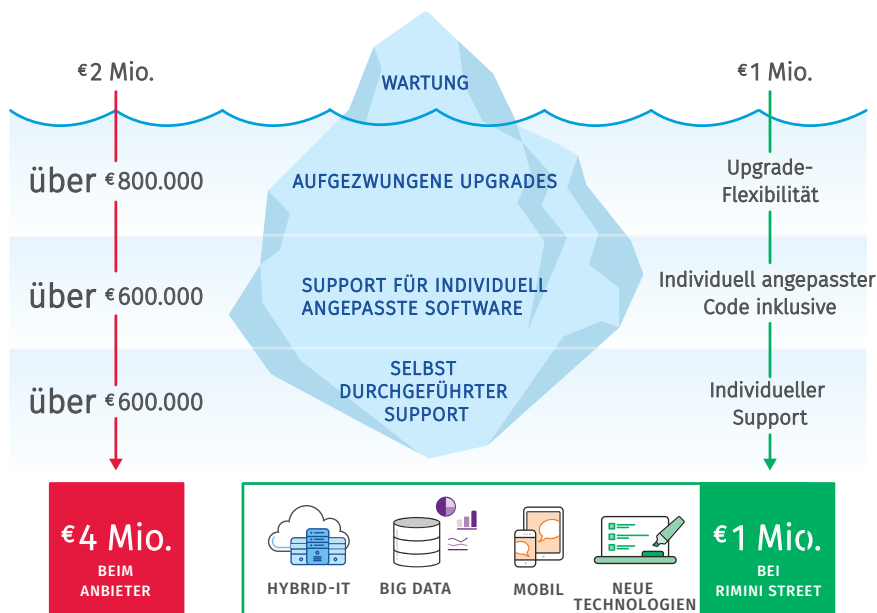 €2 Mio.
WARTUNG
€1 Mio.
über €800.000
AUFGEZWUNGENE UPGRADES
Upgrade-
Flexibilität
über €600.000
SUPPORT FÜR INDIVIDUELL
ANGEPASSTE SOFTWARE
Individuell angepasster
Code inklusive
über €600.000
SELBST
DURCHGEFÜHRTER
SUPPORT
Individueller
Support
€4 Mio.
BEIM
ANBIETER
HYBRID-IT
BIG DATA
MOBIL
NEUE
TECHNOLOGIEN
€1 Mio.
BEI
RIMINI STREET